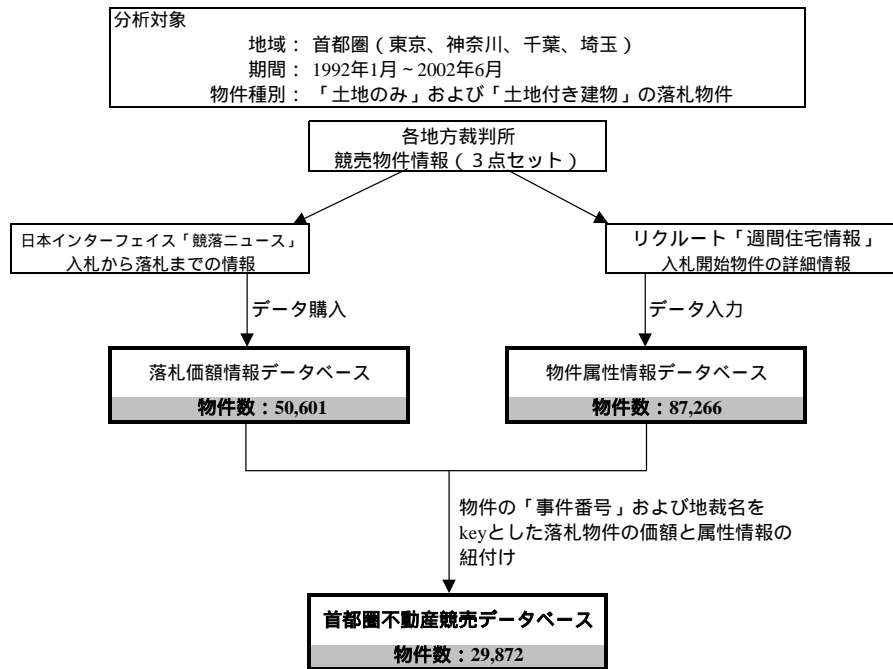 分析対象
地域： 首都圏（東京、神奈川、千葉、埼玉）
期間： 1992年1月～2002年6月
物件種別： 「土地のみ」および「土地付き建物」の落札物件
各地方裁判所
競売物件情報（３点セット）
日本インターフェイス「競落ニュース」
入札から落札までの情報
リクルート「週間住宅情報」
入札開始物件の詳細情報
データ購入
データ入力
落札価額情報データベース
物件数：50,601
物件属性情報データベース
物件数：87,266
物件の「事件番号」および地裁名を
keyとした落札物件の価額と属性情報の
紐付け
首都圏不動産競売データベース
物件数：29,872